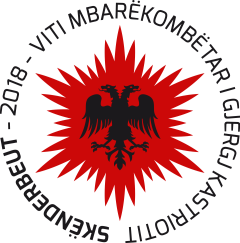 2018 - VITI MBARËKOMBËTAR I GJERGJ KASTRIOTIT SKËNDERBEUT -